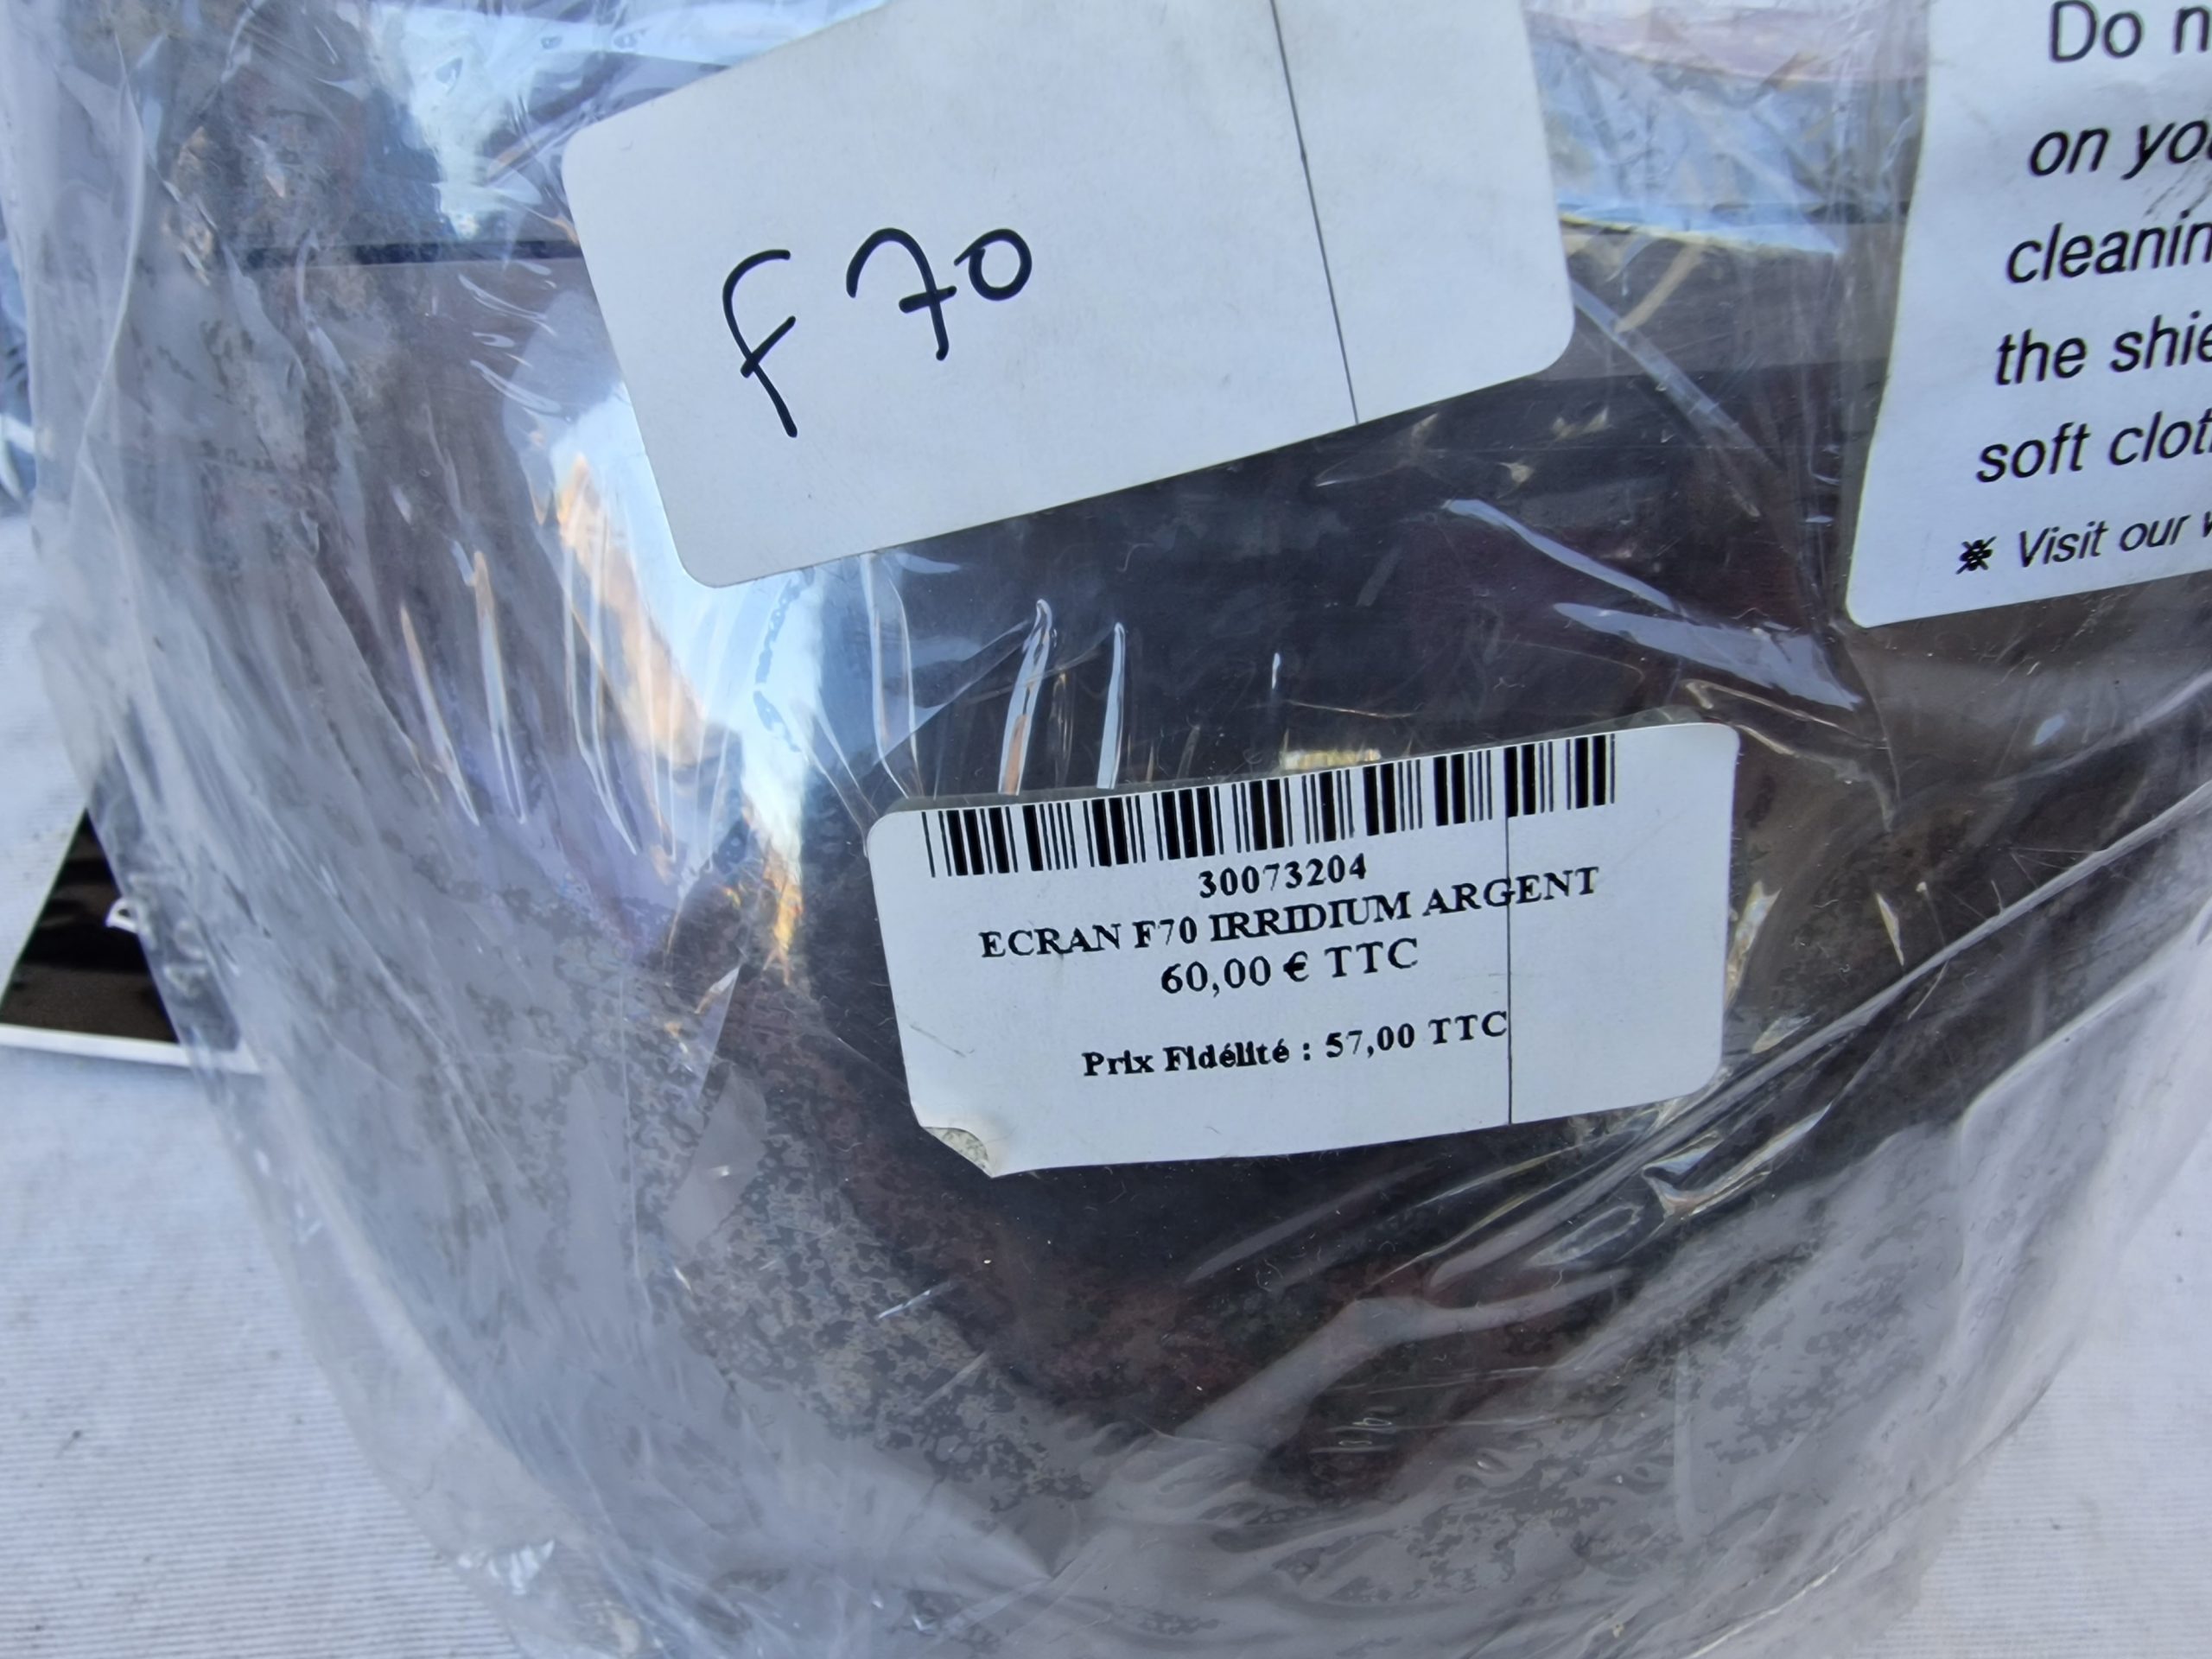 F70
Do n
on yo
cleanin
the shie
soft clot
※ Visit our
30073204
ECRAN F70 IRRIDIUM ARGENT
60,00 € TTC
Prix Fidélité : 57,00 TTC